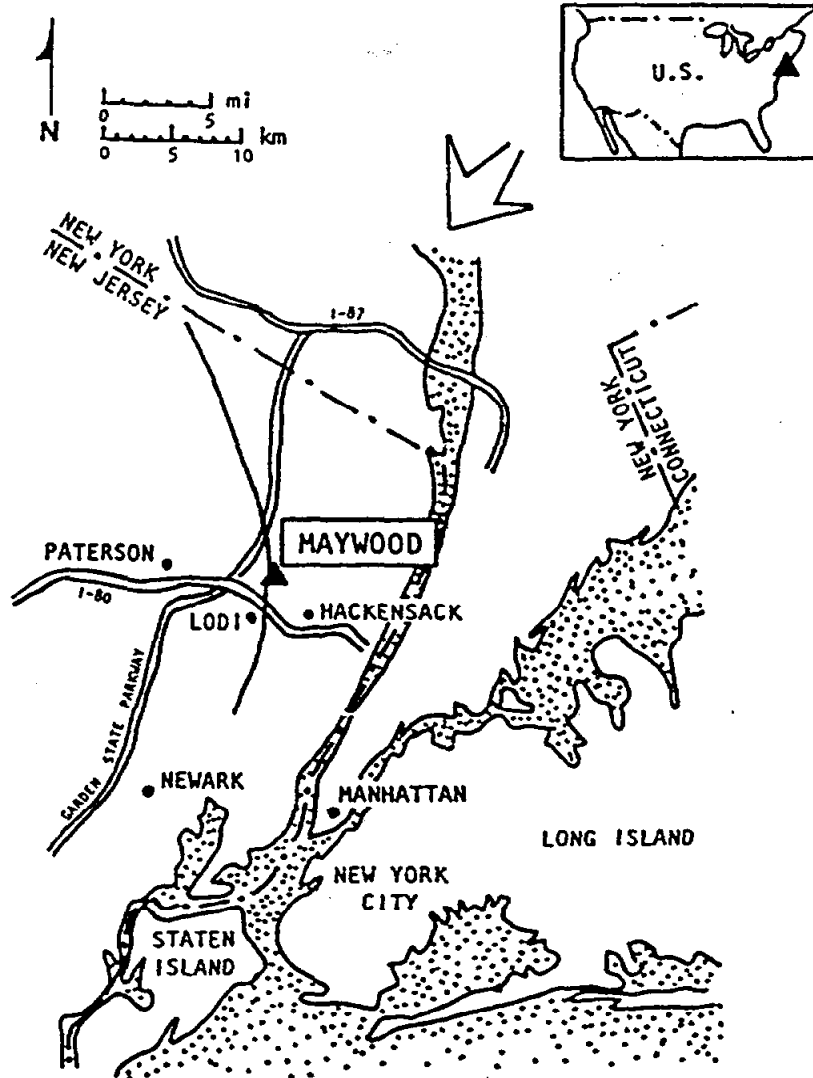 U.S.
mi
0 5
0 5 10 km
N
NEW YORK
NEW JERSEY
I-87
NEW YORK
CONNECTICUT
MAYWOOD
PATERSON
I-80
LODI
HACKENSACK
GARDEN STATE PARKWAY
NEWARK
MANHATTAN
LONG ISLAND
NEW YORK
CITY
STATEN
ISLAND